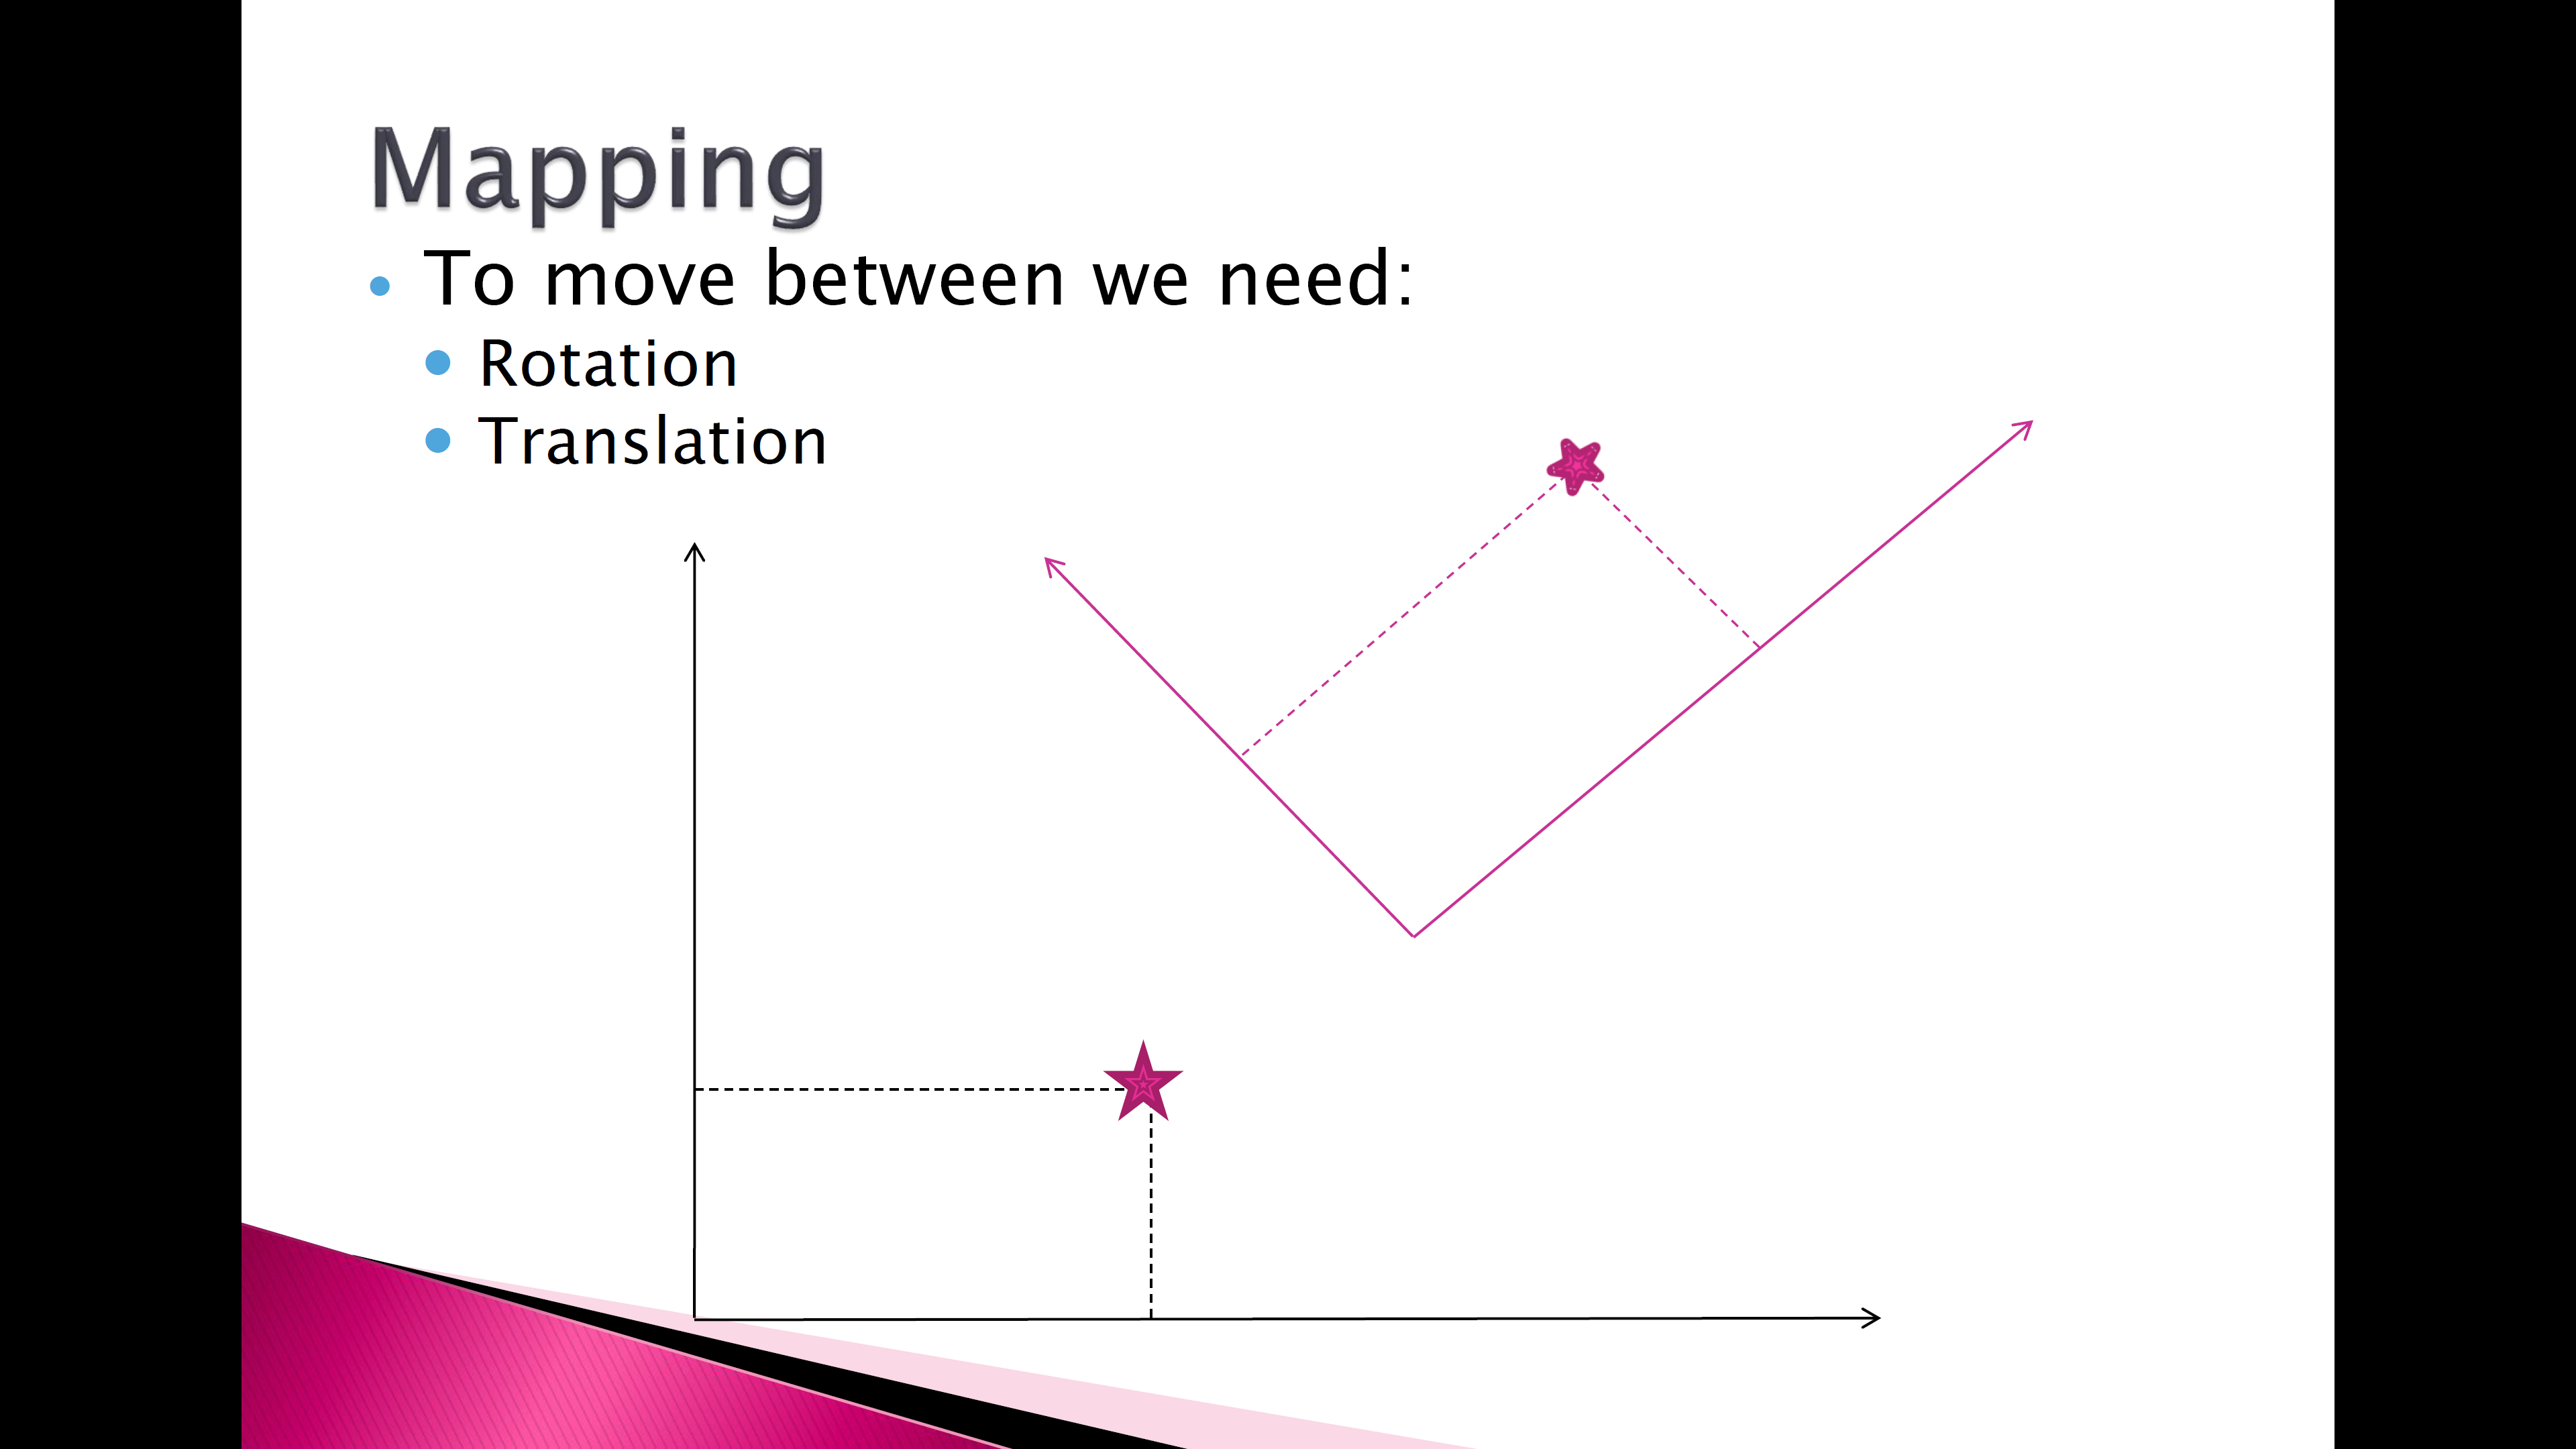 Mapping
To move between we need:
Rotation
Translation